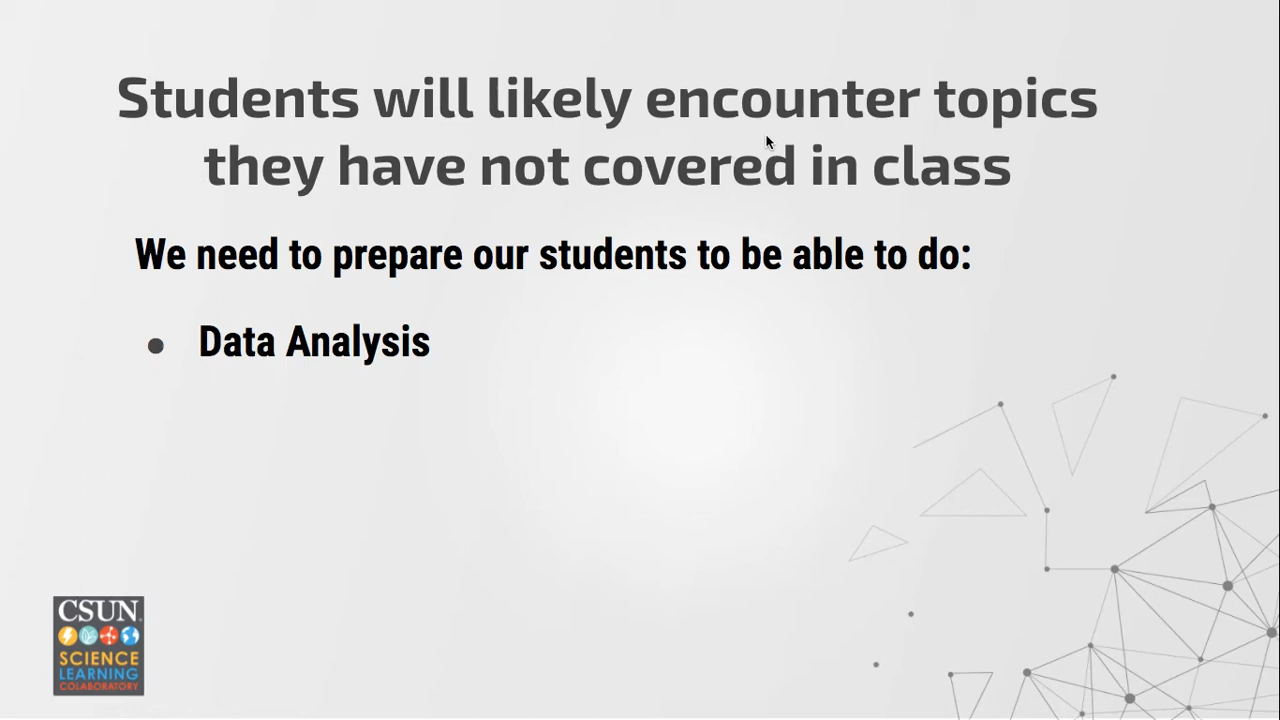 Students will likely encounter topics
they have not covered in class
We need to prepare our students to be able to do:
● Data Analysis
CSUN
SCIENCE
LEARNING
COLABORATORY